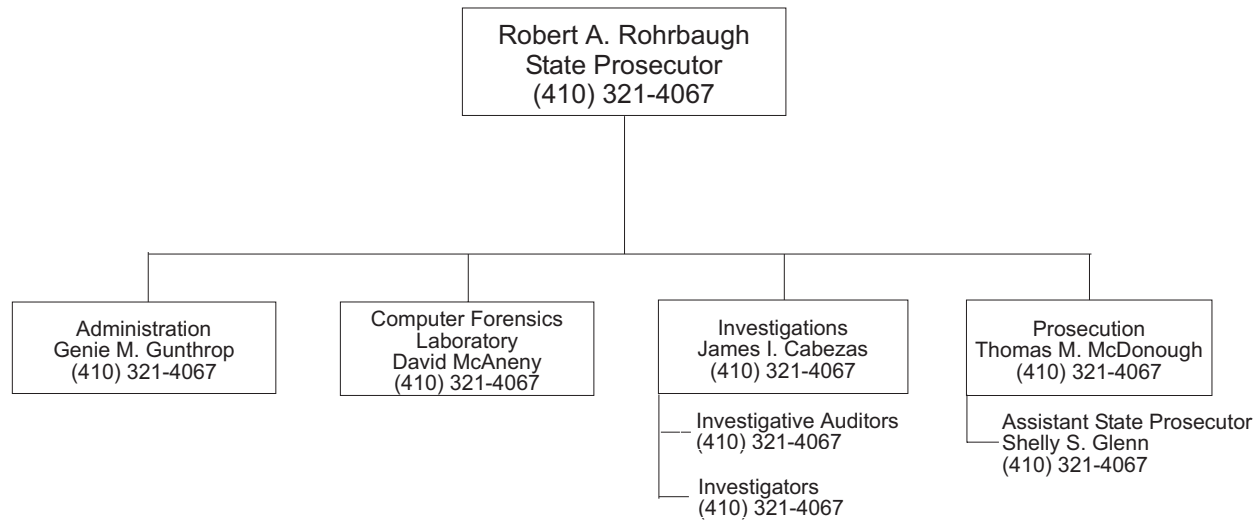 Robert A. Rohrbaugh
State Prosecutor
(410) 321-4067
Administration
Genie M. Gunthrop
(410) 321-4067
Computer Forensics
Laboratory
David McAneny
(410) 321-4067
Investigations
James I. Cabezas
(410) 321-4067
Investigative Auditors
(410) 321-4067
Investigators
(410) 321-4067
Prosecution
Thomas M. McDonough
(410) 321-4067
Assistant State Prosecutor
Shelly S. Glenn
(410) 321-4067